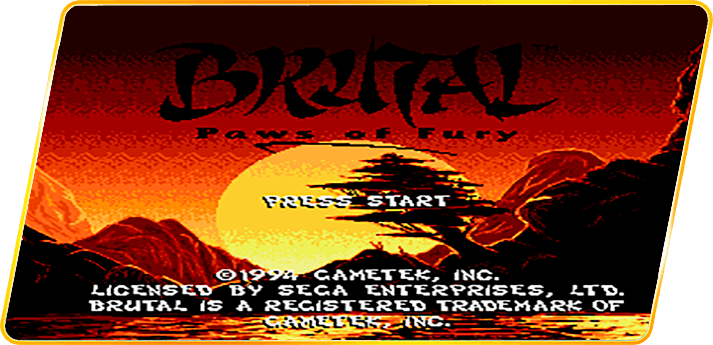 BRUTAL™
Paws of Fury
PRESS START
©1994 GAMETEK, INC.
LICENSED BY SEGA ENTERPRISES, LTD.
BRUTAL IS A REGISTERED TRADEMARK OF
GAMETEK, INC.